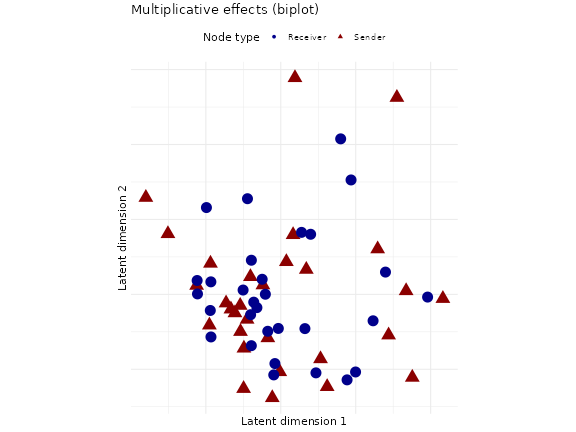 Multiplicative effects (biplot)
Node type Receiver Sender
Latent dimension 2
Latent dimension 1